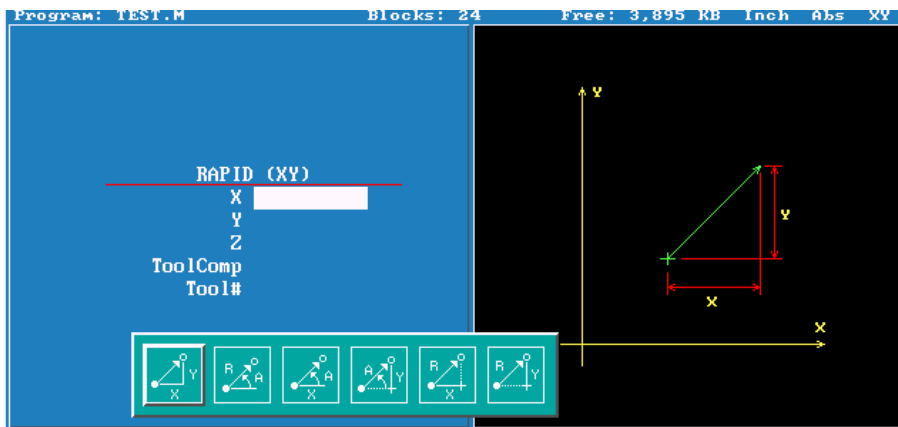 Program: TEST.M Blocks: 24 Free: 3,895 KB Inch Abs XY
RAPID (XY)
X
Y
Z
ToolComp
Tool#
Y
Y
X
X
Y
X
R
A
A
X
A
Y
R
X
R
Y